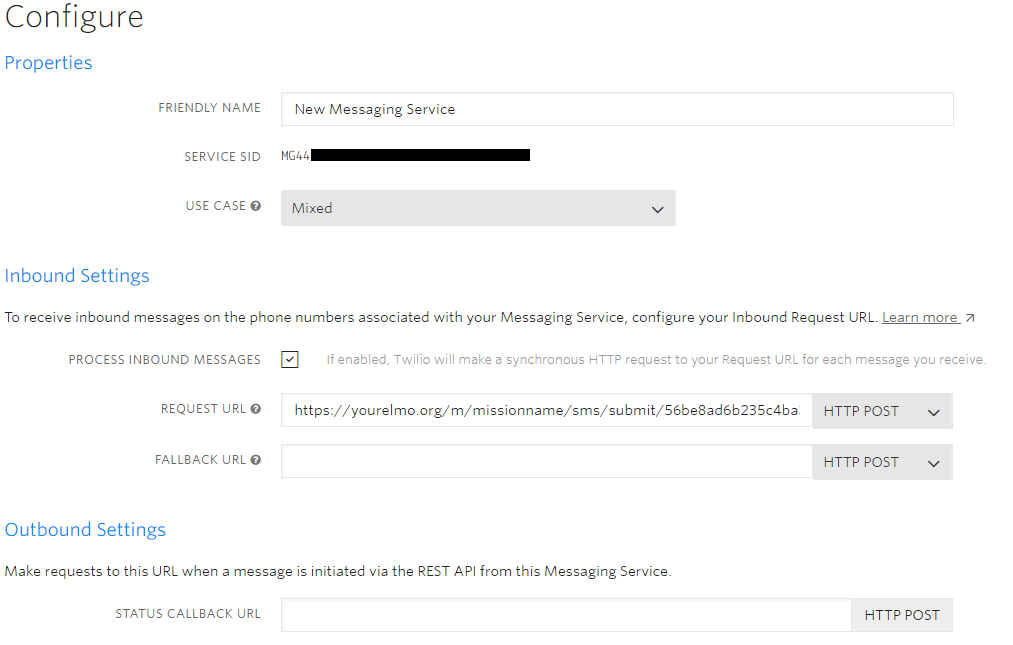 Configure
Properties
FRIENDLY NAME New Messaging Service
SERVICE SID MG44
USE CASE Mixed
Inbound Settings
To receive inbound messages on the phone numbers associated with your Messaging Service, configure your Inbound Request URL. Learn more
PROCESS INBOUND MESSAGES If enabled, Twilio will make a synchronous HTTP request to your Request URL for each message you receive.
REQUEST URL https://yourelmo.org/m/missionname/sms/submit/56be8ad6b235c4ba HTTP POST
FALLBACK URL HTTP POST
Outbound Settings
Make requests to this URL when a message is initiated via the REST API from this Messaging Service.
STATUS CALLBACK URL HTTP POST